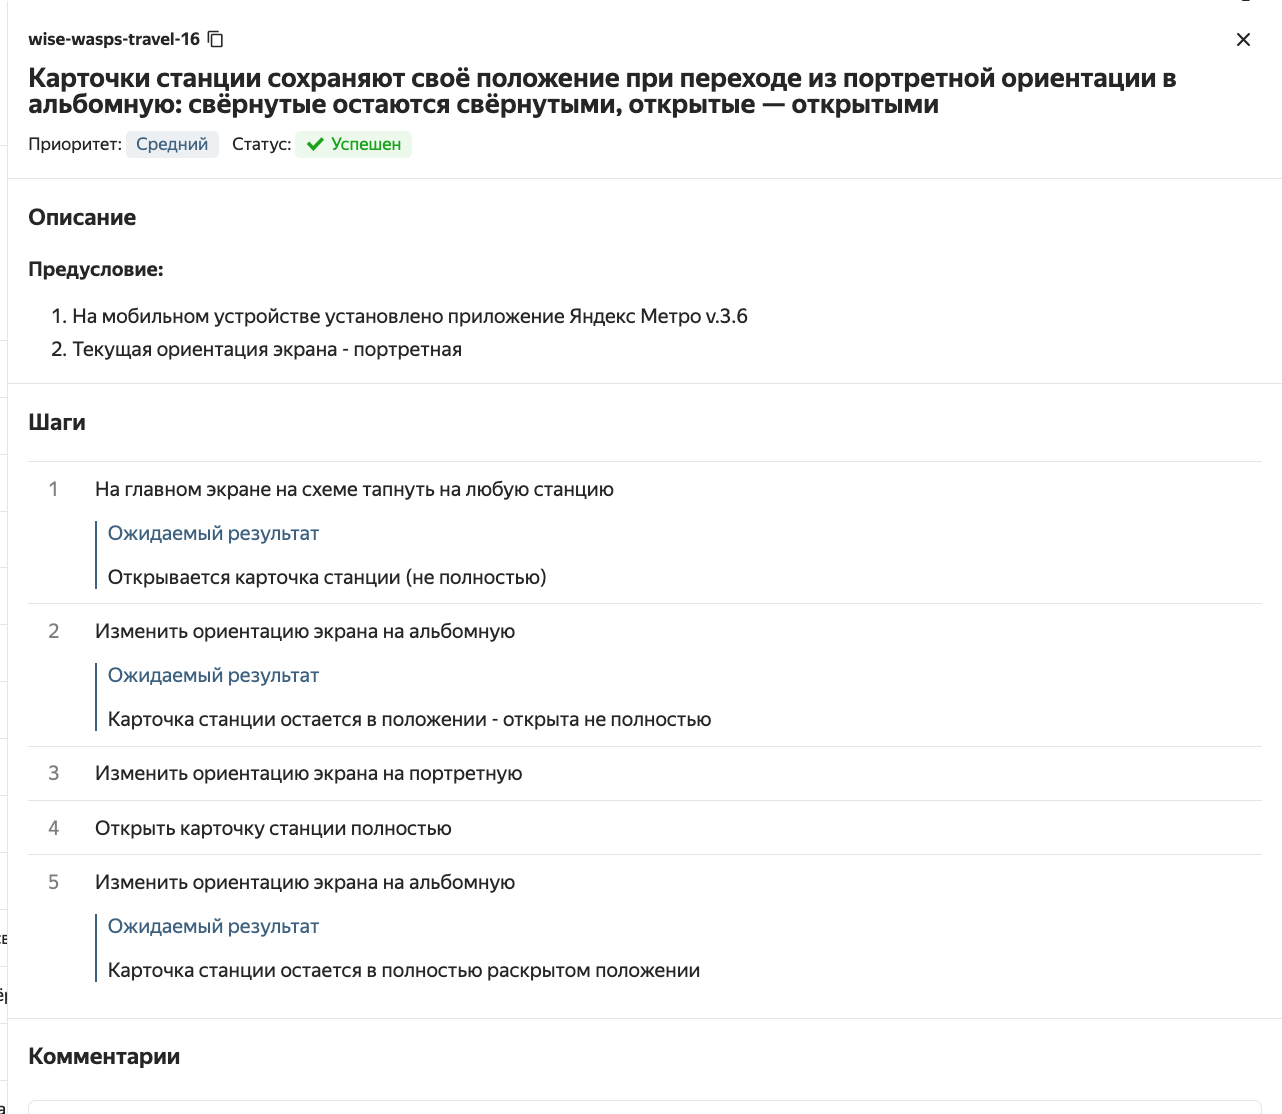 wise-wasps-travel-16
Карточки станции сохраняют своё положение при переходе из портретной ориентации в
альбомную: свёрнутые остаются свёрнутыми, открытые — открытыми
Приоритет: Средний Статус: Успешен
Описание
Предусловие:
1. На мобильном устройстве установлено приложение Яндекс Метро v.3.6
2. Текущая ориентация экрана - портретная
Шаги
1 На главном экране на схеме тапнуть на любую станцию
Ожидаемый результат
Открывается карточка станции (не полностью)
2 Изменить ориентацию экрана на альбомную
Ожидаемый результат
Карточка станции остается в положении - открыта не полностью
3 Изменить ориентацию экрана на портретную
4 Открыть карточку станции полностью
5 Изменить ориентацию экрана на альбомную
Ожидаемый результат
Карточка станции остается в полностью раскрытом положении
Комментарии